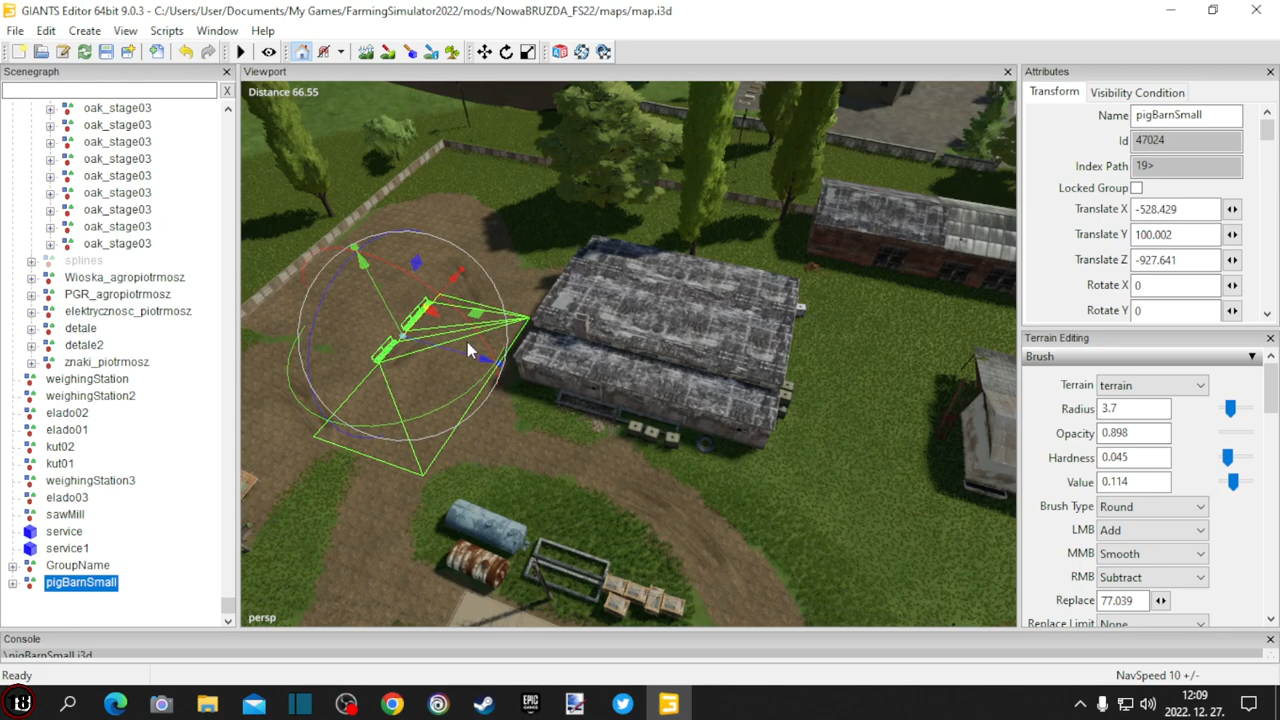 GIANTS Editor 64bit 9.0.3 - C:/Users/User/Documents/My Games/FarmingSimulator2022/mods/NowaBRUZDA_FS22/maps/map.i3d
File Edit Create View Scripts Window Help
Scenegraph
X
oak_stage03
oak_stage03
oak_stage03
oak_stage03
oak_stage03
oak_stage03
oak_stage03
oak_stage03
oak_stage03
splines
Wioska_agropiotrmosz
PGR_agropiotrmosz
elektrycznosc_piotrmosz
detale
detale2
znaki_piotrmosz
weighingStation
weighingStation2
elado02
elado01
kut02
kut01
weighingStation3
elado03
sawMill
service
service1
GroupName
pigBarnSmall
Viewport
Distance 66.55
persp
Attributes
Transform Visibility Condition
Name pigBarnSmall
Id 47024
Index Path 19>
Locked Group
Translate X -528.429
Translate Y 100.002
Translate Z -927.641
Rotate X 0
Rotate Y 0
Terrain Editing
Brush
Terrain terrain
Radius 3.7
Opacity 0.898
Hardness 0.045
Value 0.114
Brush Type Round
LMB Add
MMB Smooth
RMB Subtract
Replace 77.039
Replace Limit None
Console
\pigBarnSmall.i3d
Ready
NavSpeed 10 +/-
EPIC GAMES
12:09
2022. 12. 27.